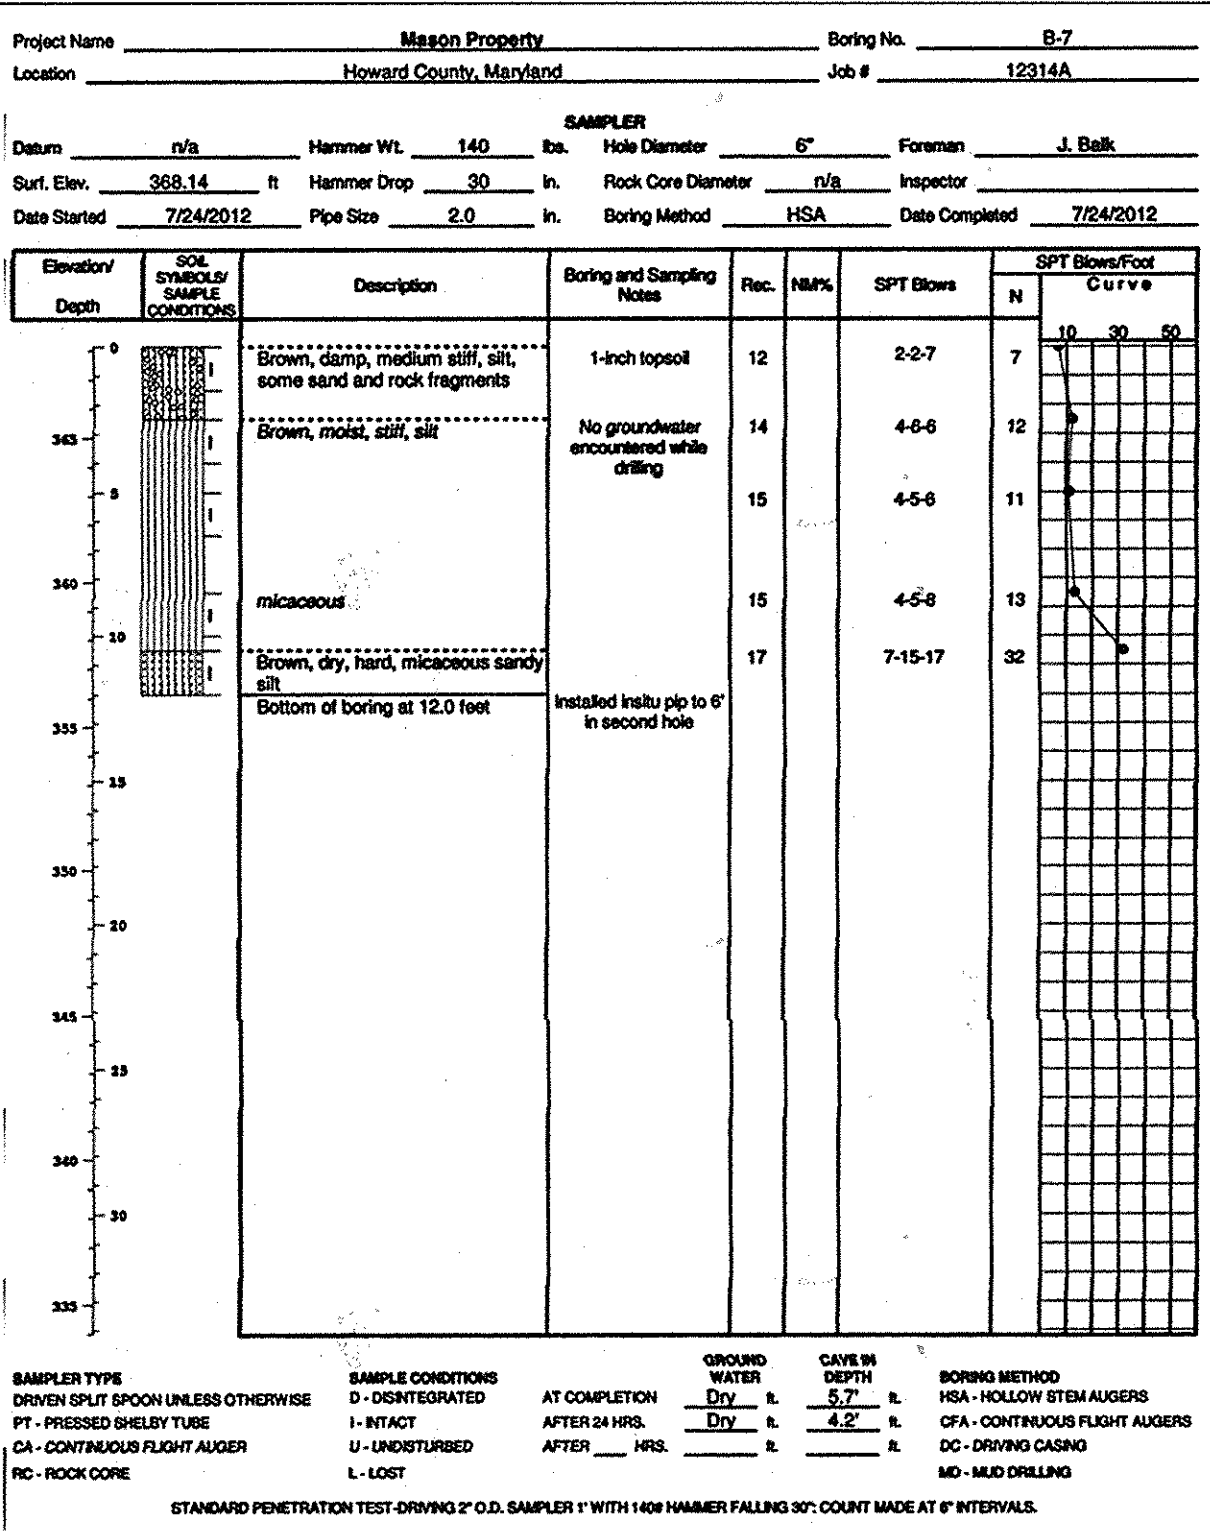 Project Name Mason Property Boring No. B-7
Location Howard County, Maryland Job # 12314A
SAMPLER
Datum n/a Hammer Wt. 140 lbs. Hole Diameter 6" Foreman J. Balk
Surf. Elev. 368.14 ft Hammer Drop 30 in. Rock Core Diameter n/a Inspector
Date Started 7/24/2012 Pipe Size 2.0 in. Boring Method HSA Date Completed 7/24/2012
Elevation/ Depth SOIL SYMBOLS/ SAMPLE CONDITIONS Description Boring and Sampling Notes Rec. NM% SPT Blows SPT Blows/Foot N Curve
10 30 50
0 Brown, damp, medium stiff, silt, 1-inch topsoil 12 2-2-7 7
some sand and rock fragments
I
Brown, moist, stiff, silt No groundwater 14 4-6-6 12
365 I encountered while
drilling
5 15 4-5-6 11
I
360
micaceous 15 4-5-8 13
I
10
Brown, dry, hard, micaceous sandy 17 7-15-17 32
silt
I
Bottom of boring at 12.0 feet Installed insitu pip to 6'
355 in second hole
15
350
20
345
25
340
30
335
GROUND WATER CAVE IN DEPTH
SAMPLER TYPE SAMPLE CONDITIONS BORING METHOD
DRIVEN SPLIT SPOON UNLESS OTHERWISE D - DISINTEGRATED AT COMPLETION Dry ft. 5.7' ft. HSA - HOLLOW STEM AUGERS
PT - PRESSED SHELBY TUBE I - INTACT AFTER 24 HRS. Dry ft. 4.2' ft. CFA - CONTINUOUS FLIGHT AUGERS
CA - CONTINUOUS FLIGHT AUGER U - UNDISTURBED AFTER ___ HRS. ft. ft. DC - DRIVING CASING
RC - ROCK CORE L - LOST MD - MUD DRILLING
STANDARD PENETRATION TEST-DRIVING 2" O.D. SAMPLER 1' WITH 140# HAMMER FALLING 30": COUNT MADE AT 6" INTERVALS.